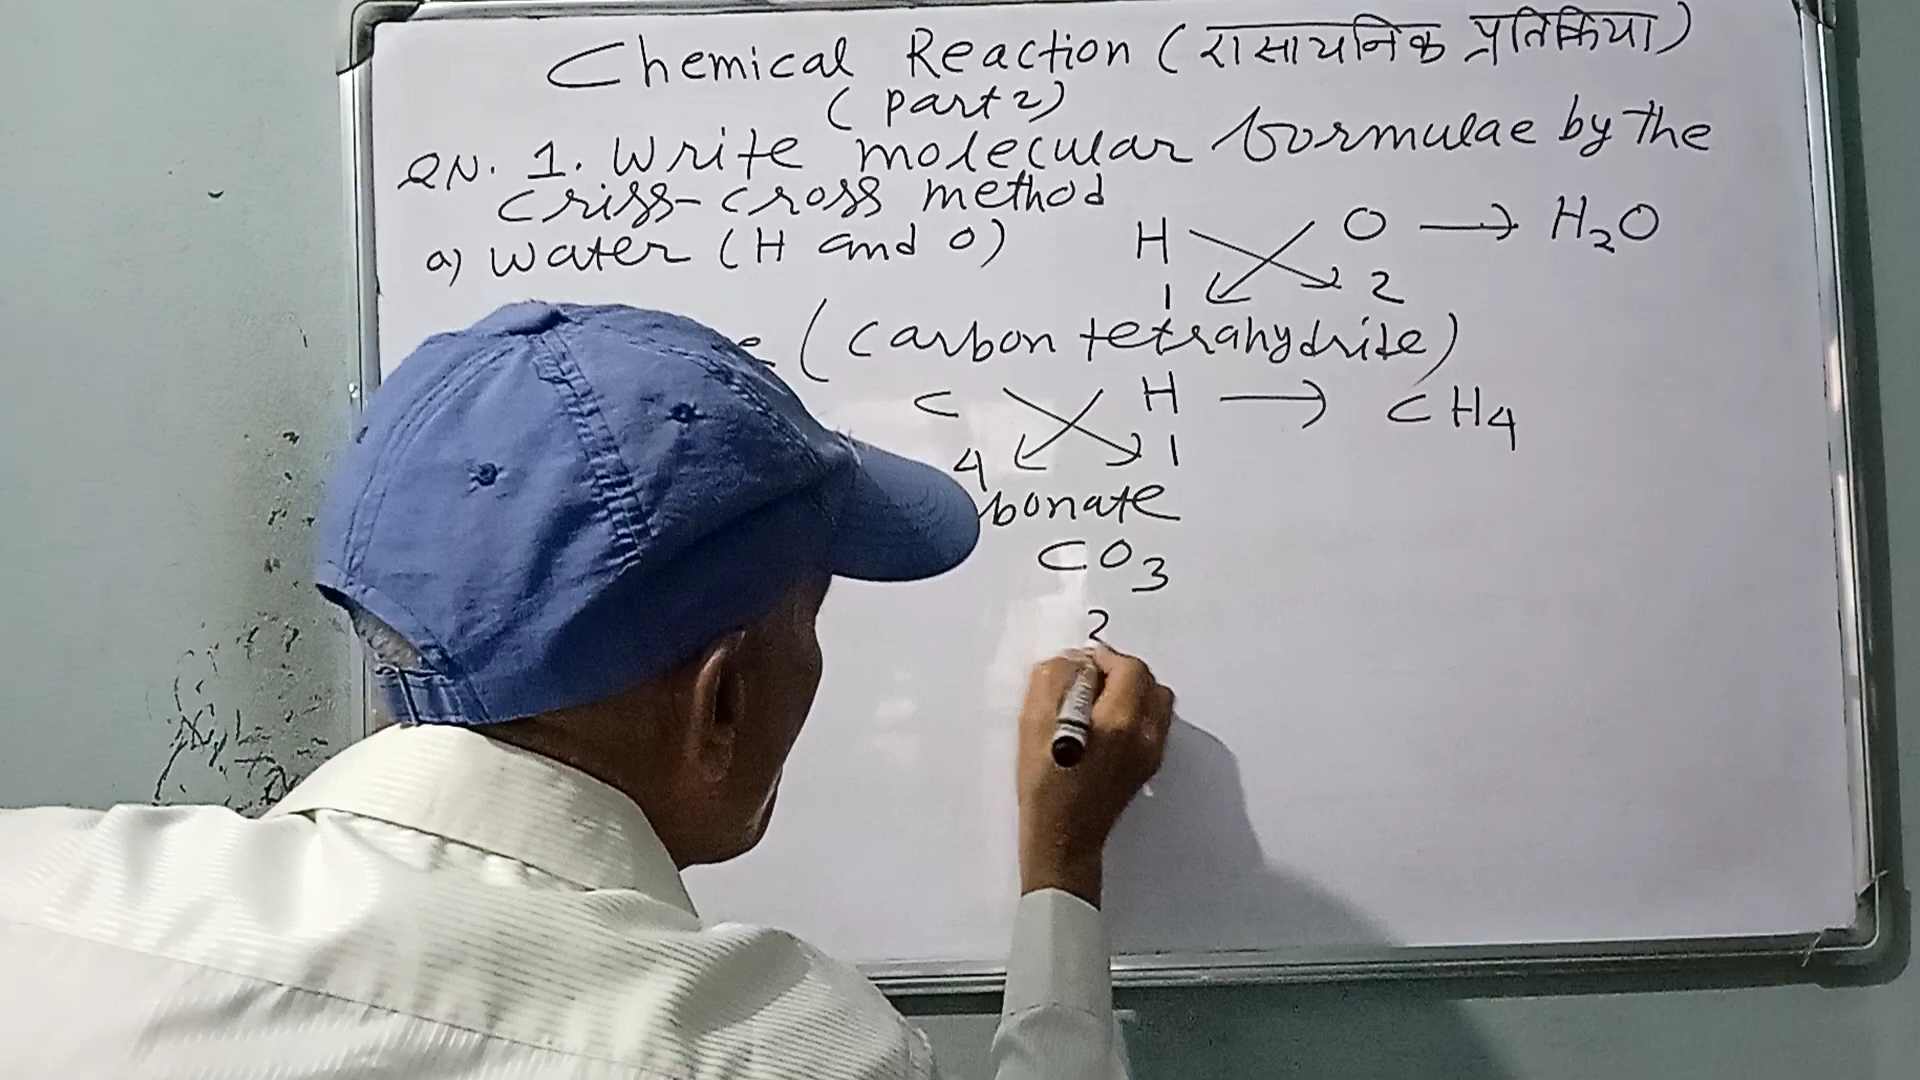 Chemical Reaction (रासायनिक प्रतिक्रिया)
(part 2)
QN. 1. Write molecular formulae by the
criss-cross method
a) Water (H and O) H O → H₂O
1 2
(carbon tetrahydride)
C H → CH₄
4 1
bonate
CO₃
2